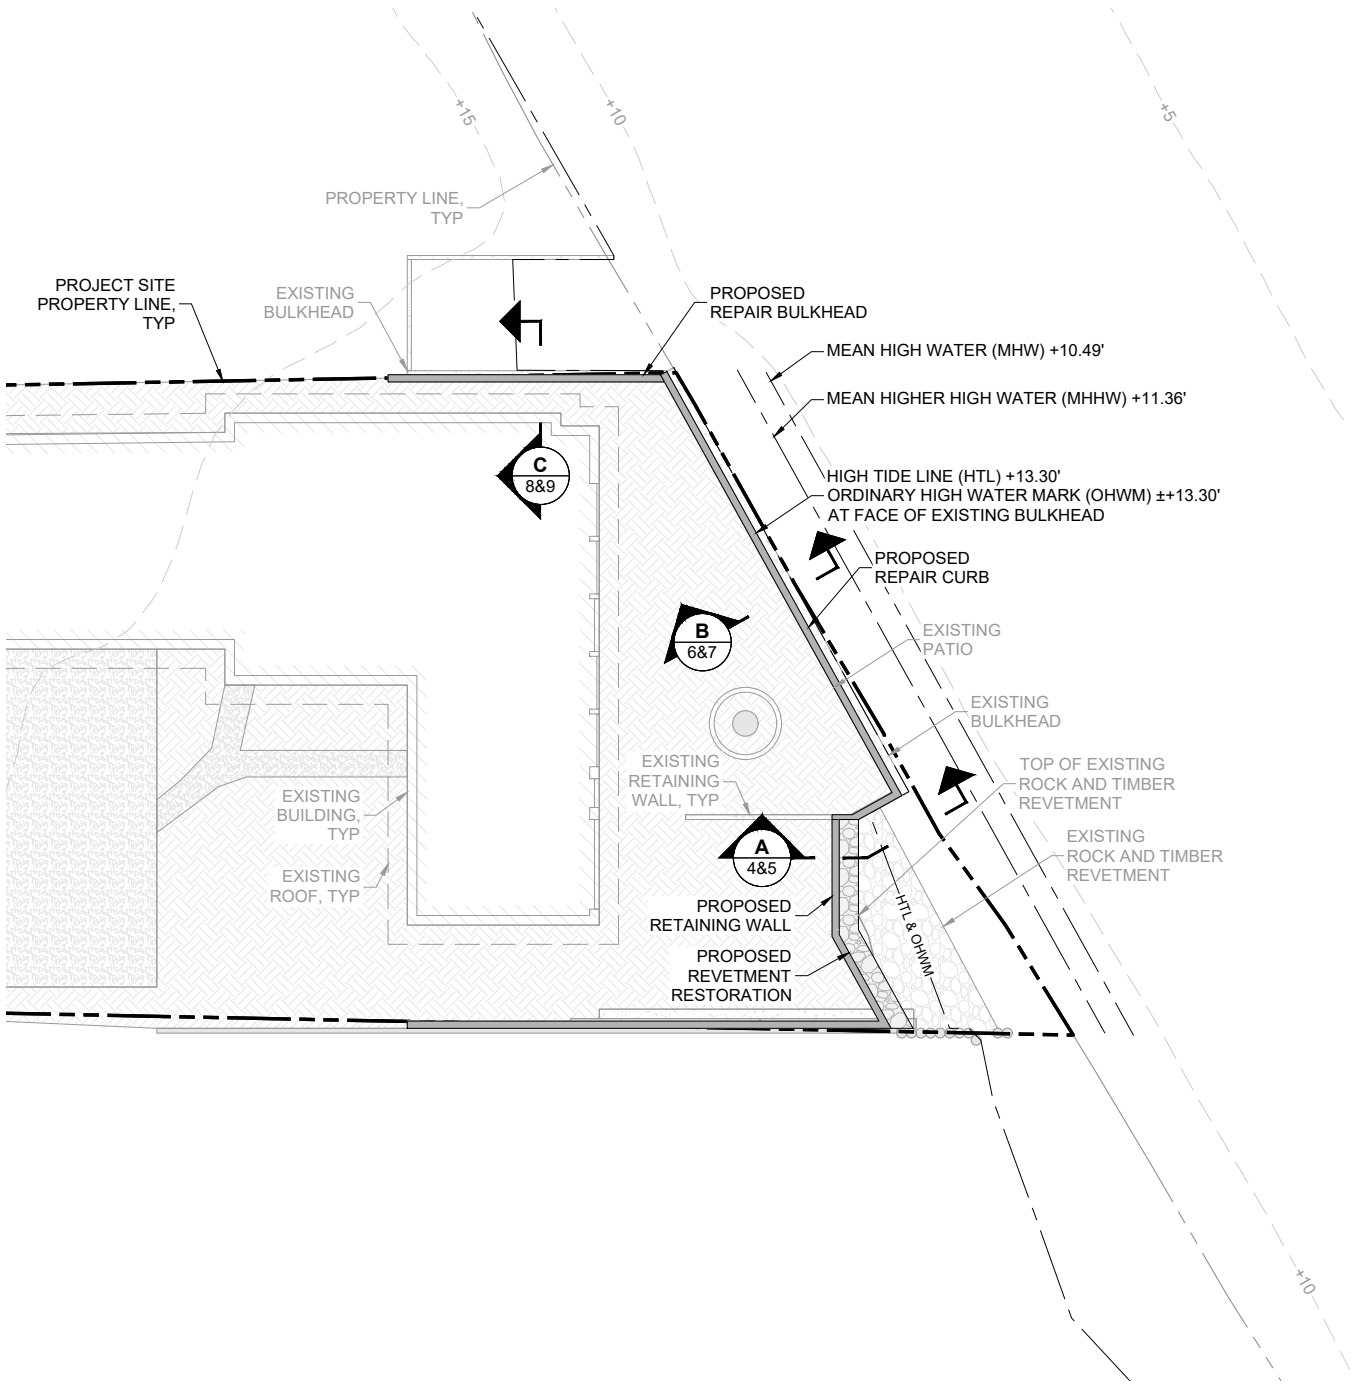 +15
+10
+5
PROPERTY LINE,
TYP
PROJECT SITE
PROPERTY LINE,
TYP
EXISTING
BULKHEAD
PROPOSED
REPAIR BULKHEAD
MEAN HIGH WATER (MHW) +10.49'
MEAN HIGHER HIGH WATER (MHHW) +11.36'
C
8&9
HIGH TIDE LINE (HTL) +13.30'
ORDINARY HIGH WATER MARK (OHWM) ±+13.30'
AT FACE OF EXISTING BULKHEAD
PROPOSED
REPAIR CURB
B
6&7
EXISTING
PATIO
EXISTING
BULKHEAD
EXISTING
RETAINING
WALL, TYP
TOP OF EXISTING
ROCK AND TIMBER
REVETMENT
EXISTING
BUILDING,
TYP
A
4&5
EXISTING
ROCK AND TIMBER
REVETMENT
EXISTING
ROOF, TYP
PROPOSED
RETAINING WALL
HTL & OHWM
PROPOSED
REVETMENT
RESTORATION
+10